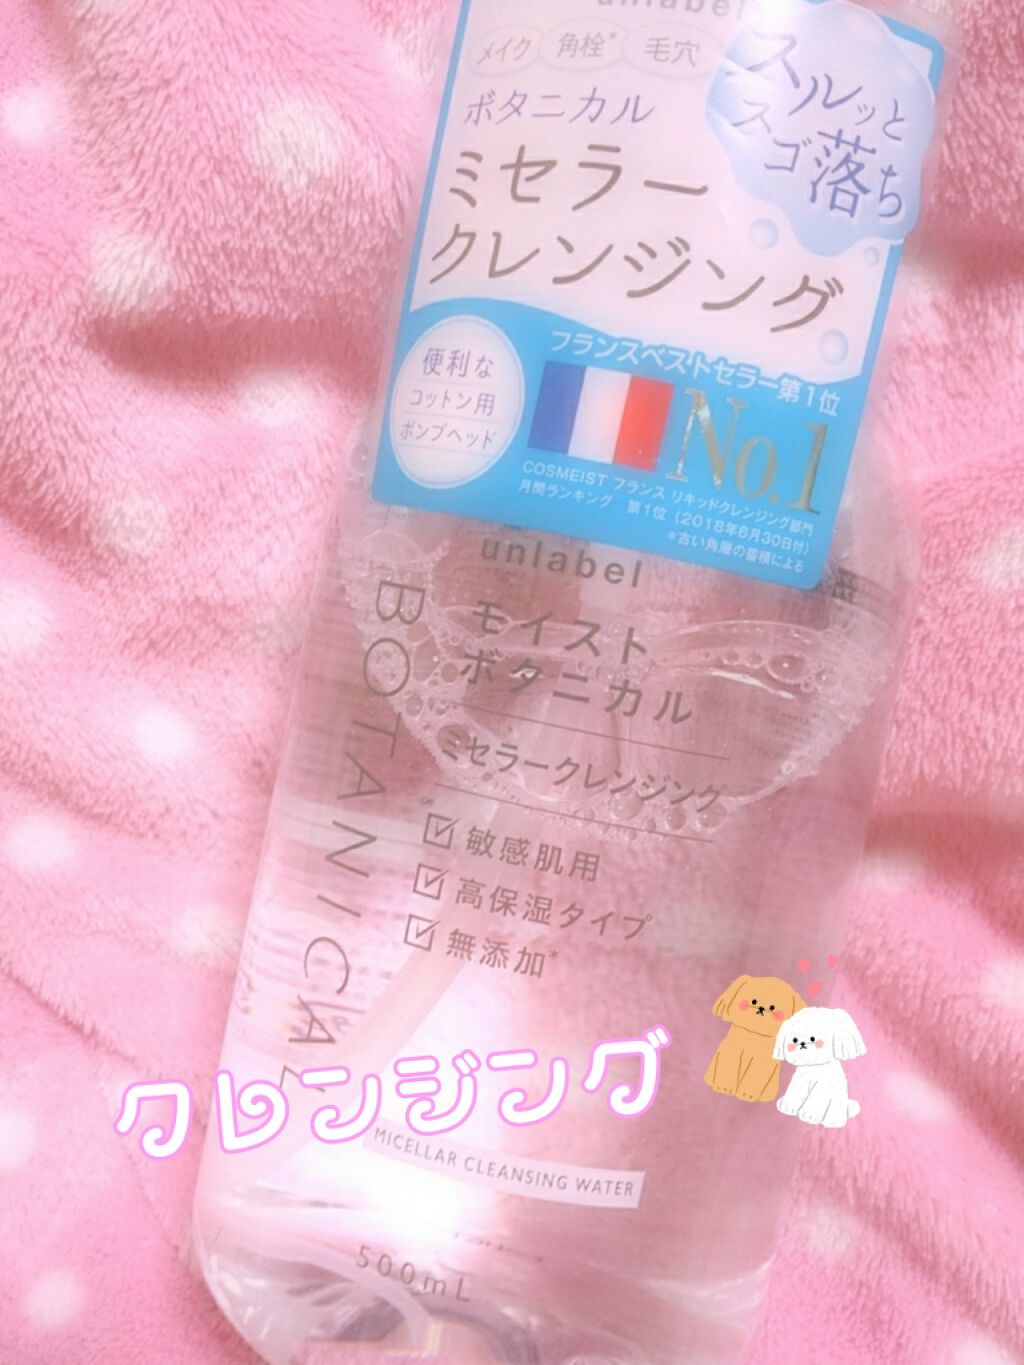 unlabel
メイク 角栓* 毛穴
スルッと
スゴ落ち
ボタニカル
ミセラー
クレンジング
便利な
コットン用
ポンプヘッド
フランスベストセラー第1位
No.1
COSMEIST フランス リキッドクレンジング部門
月間ランキング 第1位（2018年6月30日付）
*古い角層の蓄積による
unlabel
BOTANICAL
モイスト
ボタニカル
ミセラークレンジング
敏感肌用
高保湿タイプ
無添加*
クレンジング
MICELLAR CLEANSING WATER
500mL